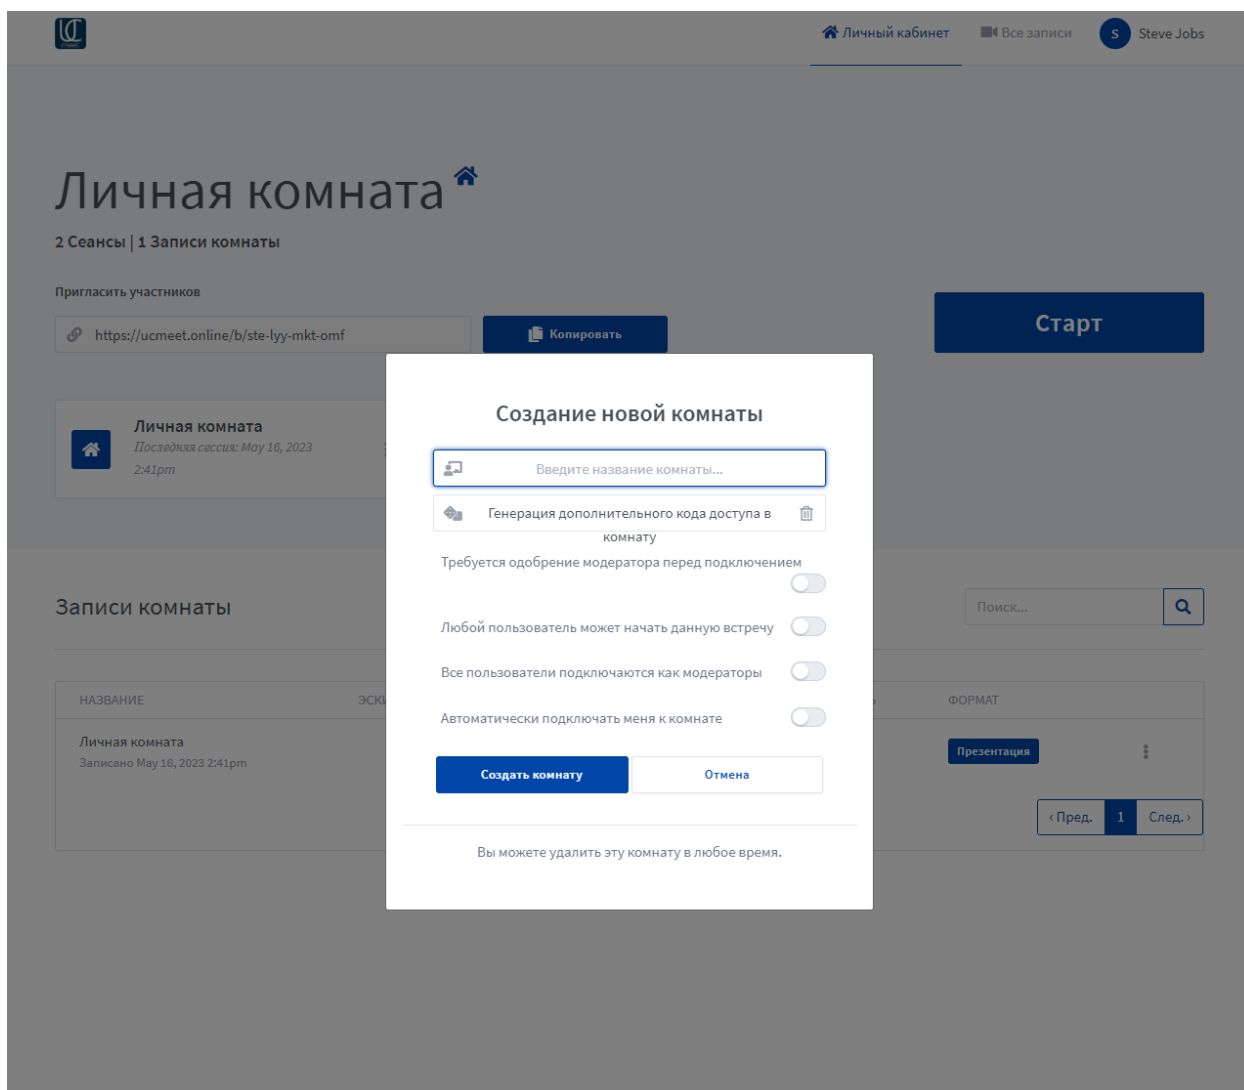 Личный кабинет
Все записи
S
Steve Jobs
Личная комната
2 Сеансы | 1 Записи комнаты
Пригласить участников
https://ucmeet.online/b/ste-lyy-mkt-omf
Копировать
Старт
Личная комната
Последняя сессия: May 16, 2023
2:41pm
Создание новой комнаты
Введите название комнаты...
Генерация дополнительного кода доступа в
комнату
Требуется одобрение модератора перед подключением
Любой пользователь может начать данную встречу
Все пользователи подключаются как модераторы
Автоматически подключать меня к комнате
Создать комнату
Отмена
Вы можете удалить эту комнату в любое время.
Записи комнаты
Поиск...
НАЗВАНИЕ
ФОРМАТ
Личная комната
Записано May 16, 2023 2:41pm
Презентация
‹ Пред.
1
След. ›